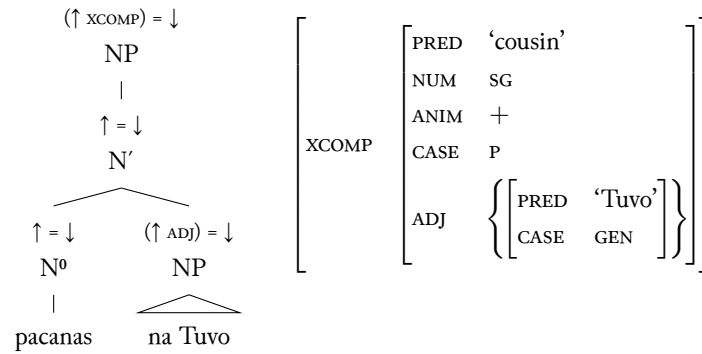 (↑ XCOMP) = ↓
NP
↑ = ↓
N′
↑ = ↓ (↑ ADJ) = ↓
N⁰ NP
pacanas na Tuvo
XCOMP
PRED ‘cousin’
NUM SG
ANIM +
CASE P
ADJ
PRED ‘Tuvo’
CASE GEN